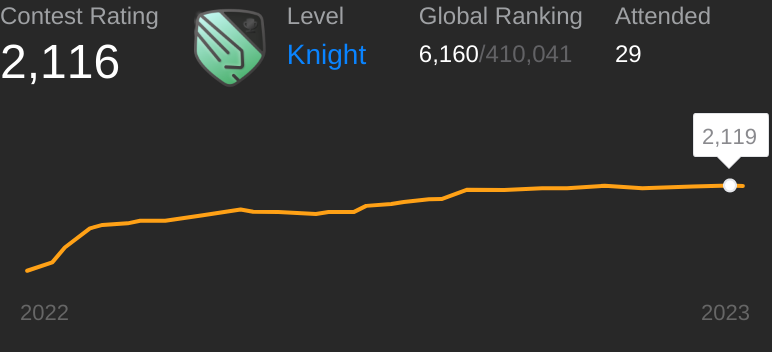 Contest Rating
2,116
Level
Knight
Global Ranking
6,160/410,041
Attended
29
2,119
2022
2023